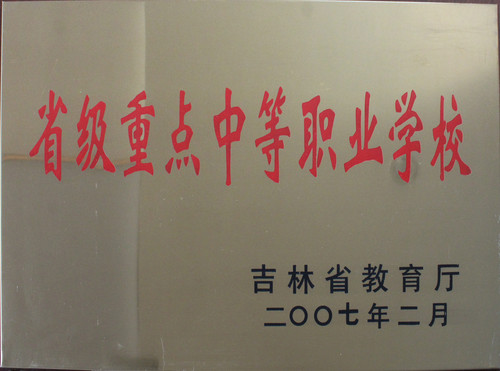 省级重点中等职业学校
吉林省教育厅
二〇〇七年二月